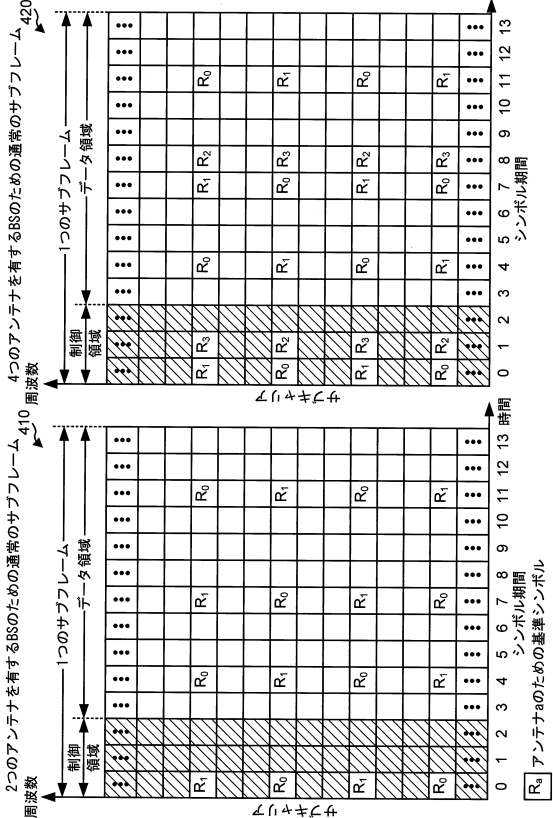 2つのアンテナを有するBSのための通常のサブフレーム 410
周波数
1つのサブフレーム
制御領域
データ領域
サブキャリア
••• ••• ••• ••• ••• ••• ••• ••• ••• ••• ••• ••• ••• •••
R1 R0 R1 R0
R0 R1 R0 R1
R1 R0 R1 R0
R0 R1 R0 R1
••• ••• ••• ••• ••• ••• ••• ••• ••• ••• ••• ••• ••• •••
0 1 2 3 4 5 6 7 8 9 10 11 12 13
シンボル期間
時間
4つのアンテナを有するBSのための通常のサブフレーム 420
周波数
1つのサブフレーム
制御領域
データ領域
サブキャリア
••• ••• ••• ••• ••• ••• ••• ••• ••• ••• ••• ••• ••• •••
R1 R3 R0 R1 R2 R0
R0 R2 R1 R0 R3 R1
R1 R3 R0 R1 R2 R0
R0 R2 R1 R0 R3 R1
••• ••• ••• ••• ••• ••• ••• ••• ••• ••• ••• ••• ••• •••
0 1 2 3 4 5 6 7 8 9 10 11 12 13
シンボル期間
Ra アンテナaのための基準シンボル